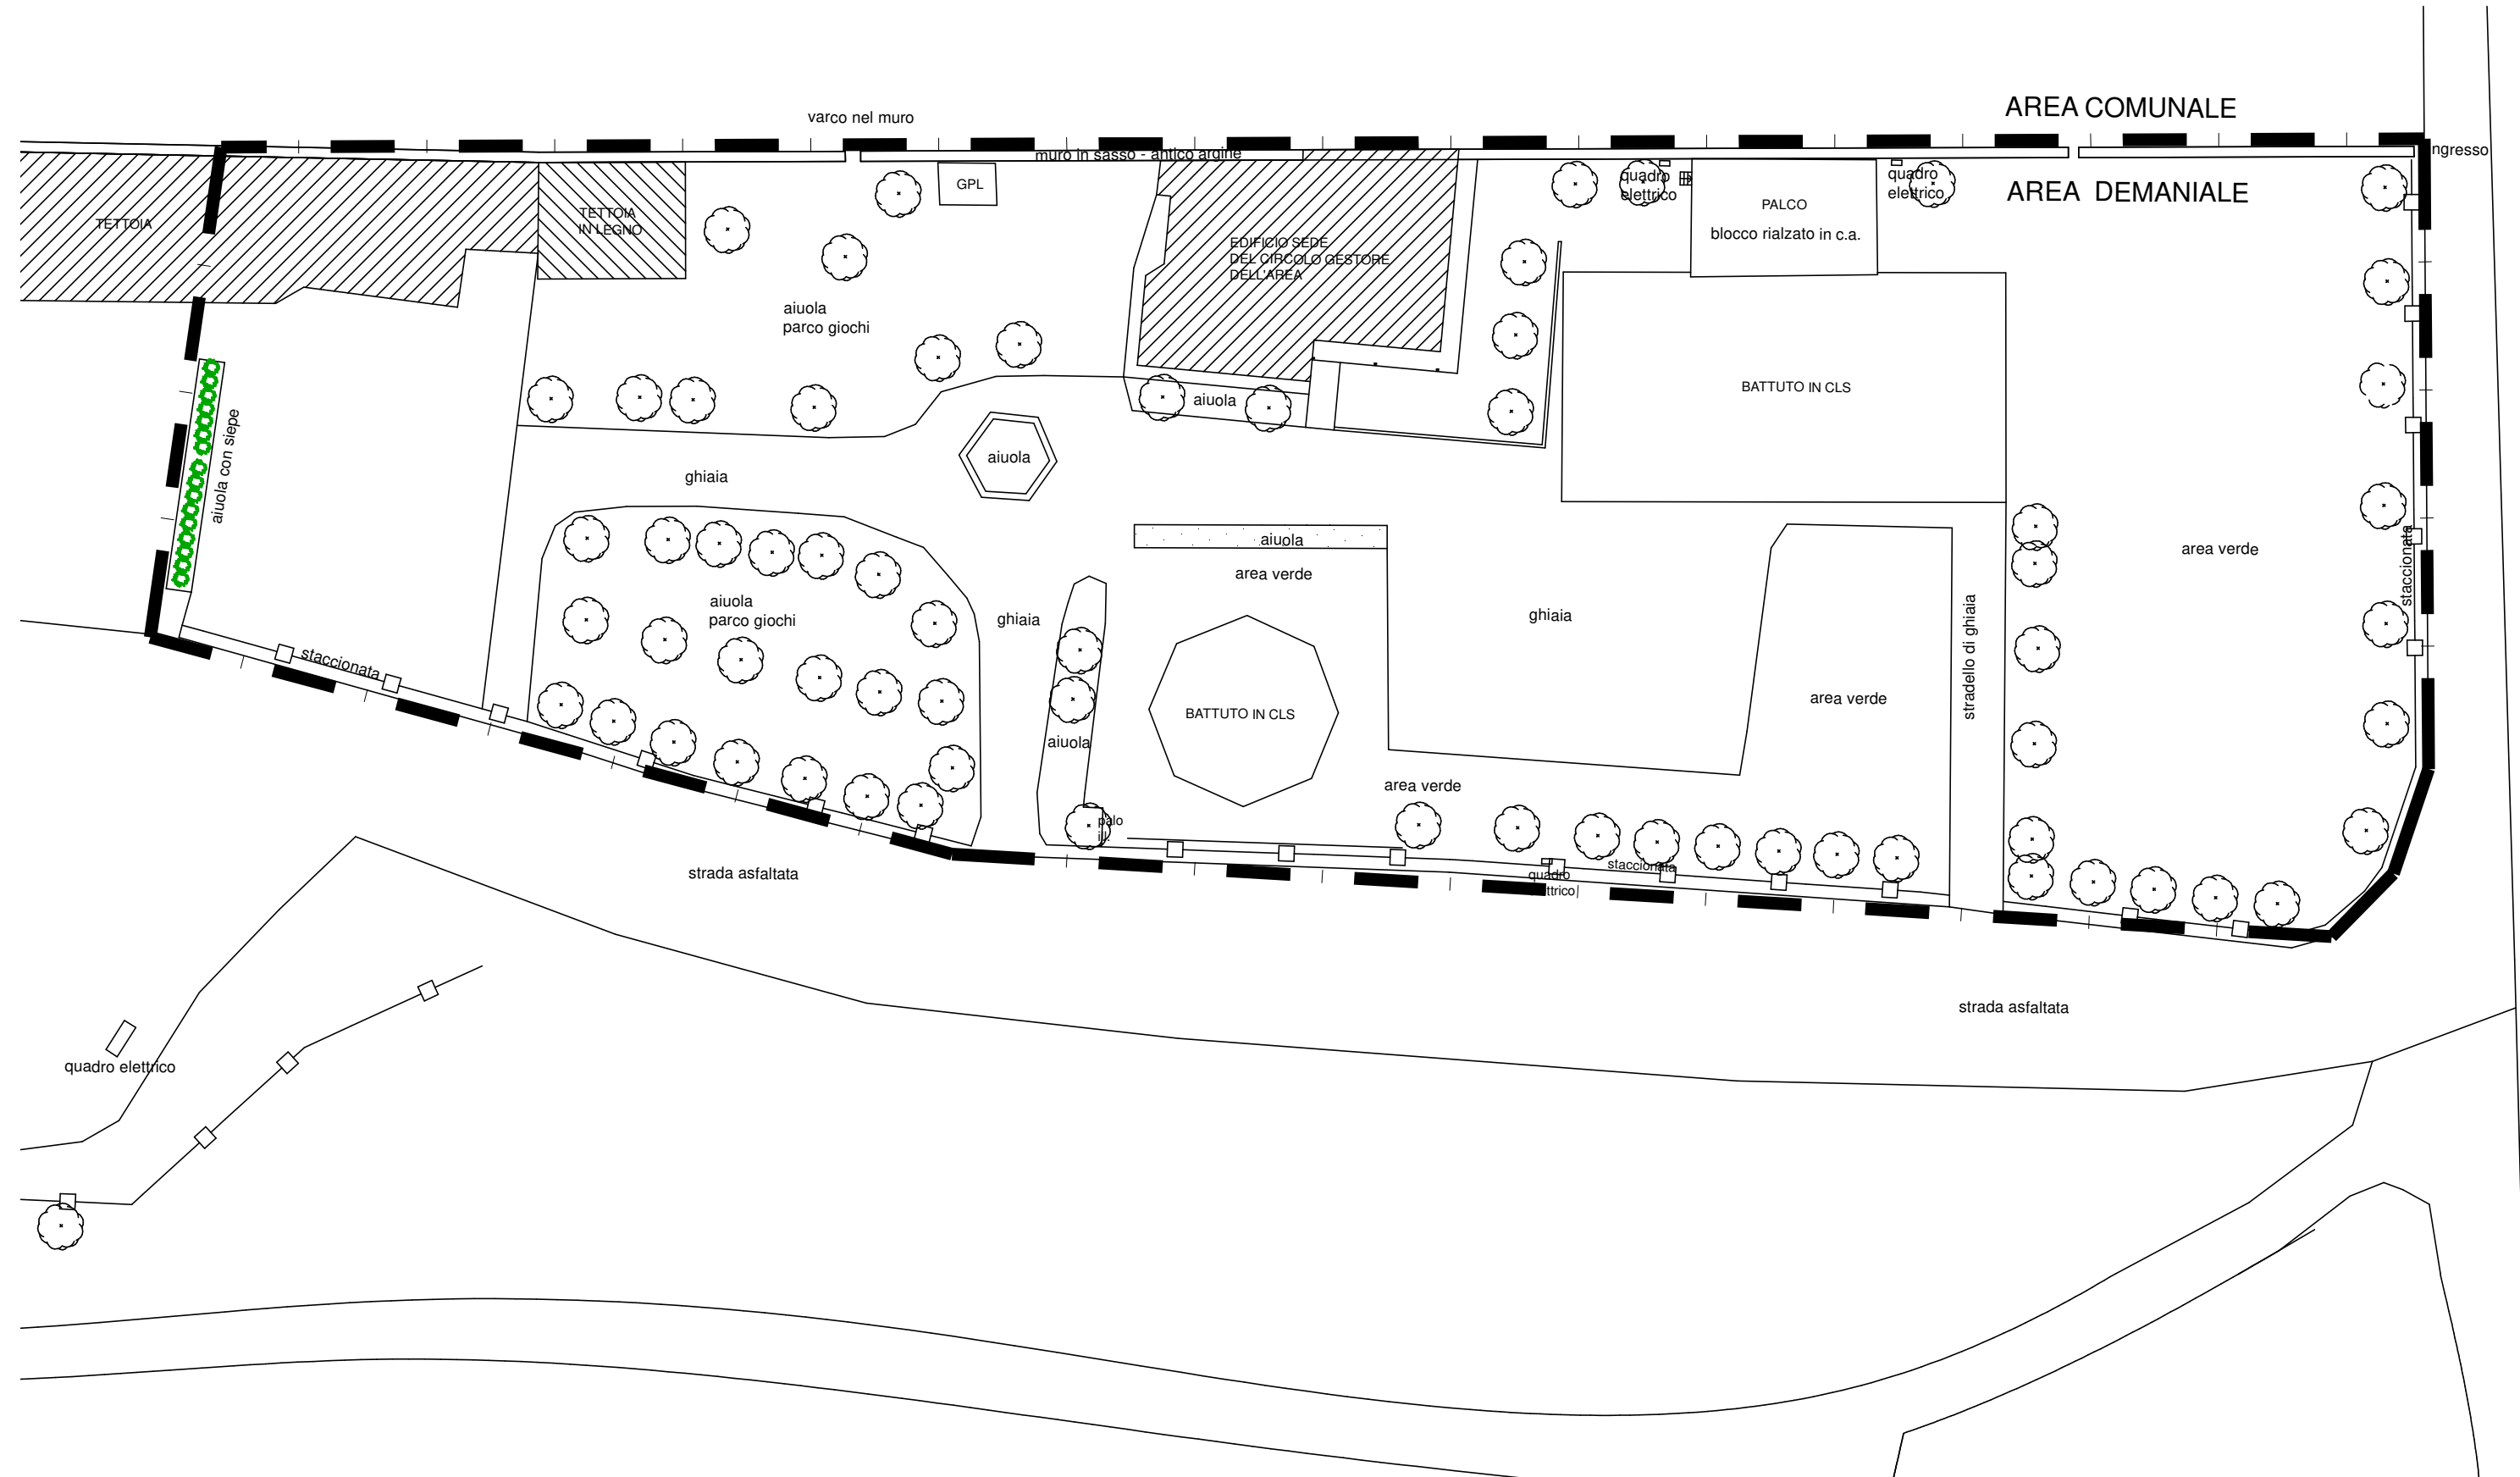 AREA COMUNALE
varco nel muro
muro in sasso - antico argine
ngresso
AREA DEMANIALE
GPL
quadro
elettrico
quadro
elettrico
PALCO
blocco rialzato in c.a.
TETTOIA
TETTOIA
IN LEGNO
EDIFICIO SEDE
DEL CIRCOLO GESTORE
DELL'AREA
aiuola
parco giochi
BATTUTO IN CLS
aiuola
aiuola con siepe
aiuola
ghiaia
aiuola
area verde
area verde
staccionata
aiuola
parco giochi
ghiaia
ghiaia
stradello di ghiaia
staccionata
area verde
BATTUTO IN CLS
aiuola
area verde
palo
ill.
strada asfaltata
staccionata
quadro
elettrico
strada asfaltata
quadro elettrico